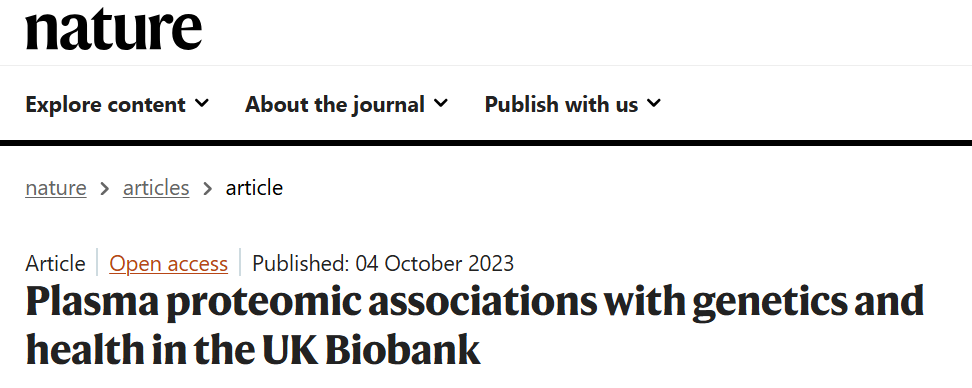 nature
Explore content About the journal Publish with us
nature > articles > article
Article Open access Published: 04 October 2023
Plasma proteomic associations with genetics and
health in the UK Biobank